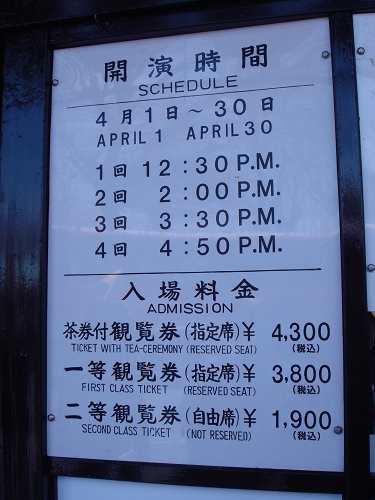 開演時間
SCHEDULE
4月1日～30日
APRIL 1 APRIL 30
1回 12:30 P.M.
2回 2:00 P.M.
3回 3:30 P.M.
4回 4:50 P.M.
入場料金
ADMISSION
茶券付観覧券(指定席)¥ 4,300
TICKET WITH TEA-CEREMONY (RESERVED SEAT) (税込)
一等観覧券(指定席)¥ 3,800
FIRST CLASS TICKET (RESERVED SEAT) (税込)
二等観覧券(自由席)¥ 1,900
SECOND CLASS TICKET (NOT RESERVED) (税込)